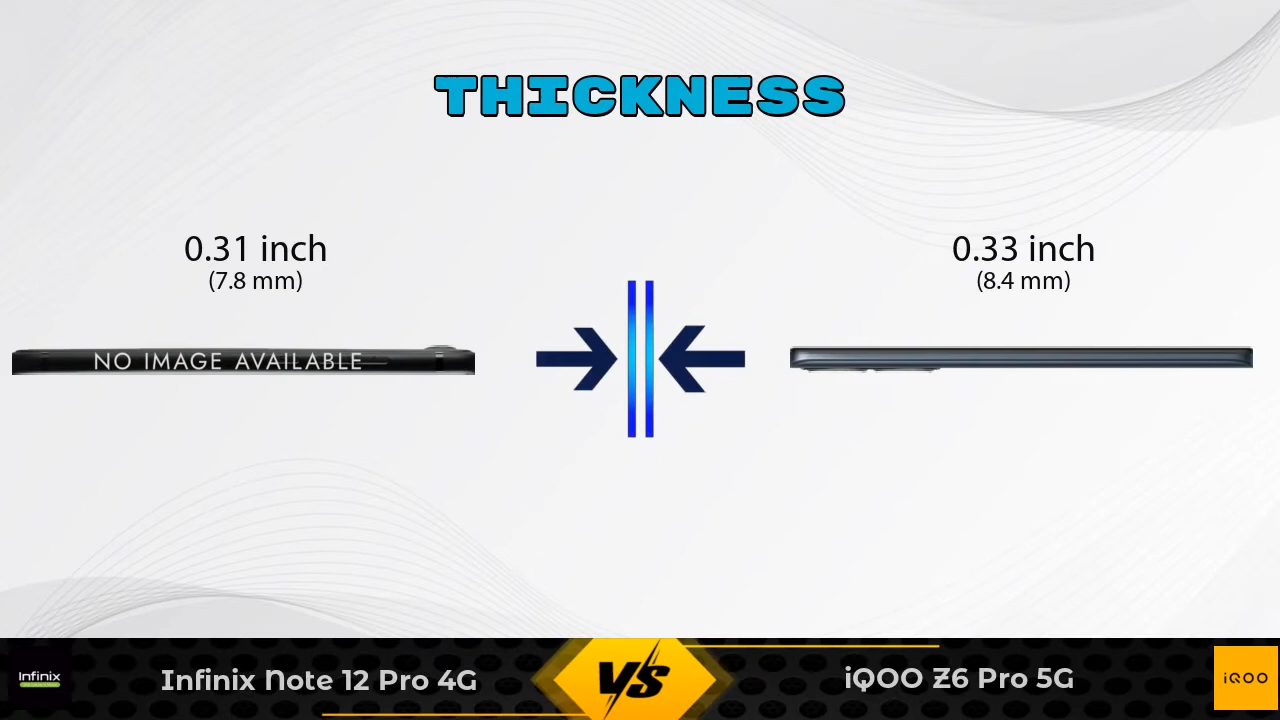 THICKNESS
0.31 inch
(7.8 mm)
0.33 inch
(8.4 mm)
NO IMAGE AVAILABLE
Infinix
Infinix Note 12 Pro 4G
VS
iQOO Z6 Pro 5G
iQOO